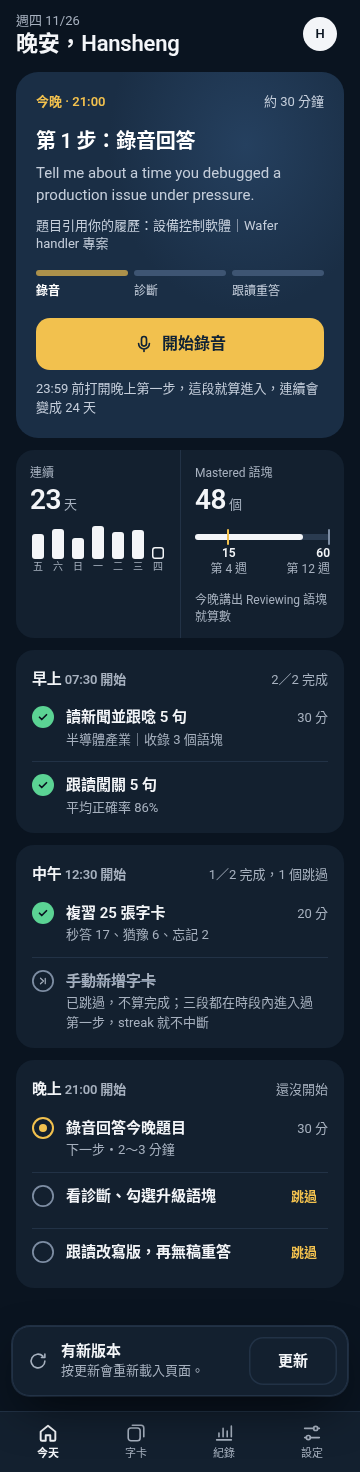 週四 11/26
晚安，Hansheng
H
今晚 · 21:00
約 30 分鐘
第 1 步：錄音回答
Tell me about a time you debugged a
production issue under pressure.
題目引用你的履歷：設備控制軟體｜Wafer
handler 專案
錄音
診斷
跟讀重答
開始錄音
23:59 前打開晚上第一步，這段就算進入，連續會
變成 24 天
連續
23 天
五 六 日 一 二 三 四
Mastered 語塊
48 個
15 60
第 4 週 第 12 週
今晚講出 Reviewing 語塊
就算數
早上 07:30 開始
2／2 完成
讀新聞並跟唸 5 句
30 分
半導體產業｜收錄 3 個語塊
跟讀闖關 5 句
平均正確率 86%
中午 12:30 開始
1／2 完成，1 個跳過
複習 25 張字卡
20 分
秒答 17、猶豫 6、忘記 2
手動新增字卡
已跳過，不算完成；三段都在時段內進入過
第一步，streak 就不中斷
晚上 21:00 開始
還沒開始
錄音回答今晚題目
30 分
下一步・2～3 分鐘
看診斷、勾選升級語塊
跳過
跟讀改寫版，再無稿重答
跳過
有新版本
按更新會重新載入頁面。
更新
今天 字卡 紀錄 設定